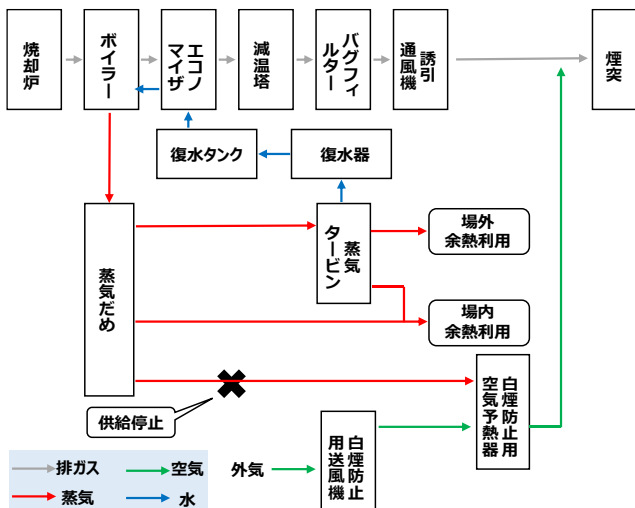 焼却炉
ボイラー
エコノ
マイザ
減温塔
バグフィ
ルター
誘引
通風機
煙突
復水タンク
復水器
蒸気だめ
蒸気
タービン
場外
余熱利用
場内
余熱利用
供給停止
白煙防止用
空気予熱器
外気
白煙防止
用送風機
排ガス
空気
蒸気
水